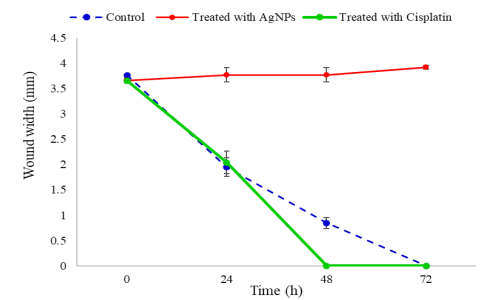 Control Treated with AgNPs Treated with Cisplatin
4.5
4
3.5
3
2.5
2
1.5
1
0.5
0
Wound width (mm)
0 24 48 72
Time (h)